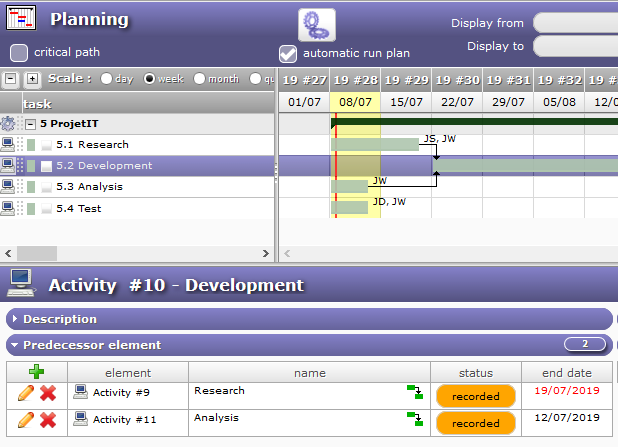 Planning
Display from
critical path
automatic run plan
Display to
Scale : day week month qu
19 #27 19 #28 19 #29 19 #30 19 #31 19 #32 19 #
task
01/07 08/07 15/07 22/07 29/07 05/08 12/0
5 ProjetIT
5.1 Research
JS, JW
5.2 Development
5.3 Analysis
JW
5.4 Test
JD, JW
Activity #10 - Development
Description
Predecessor element
2
element name status end date
Activity #9 Research recorded 19/07/2019
Activity #11 Analysis recorded 12/07/2019